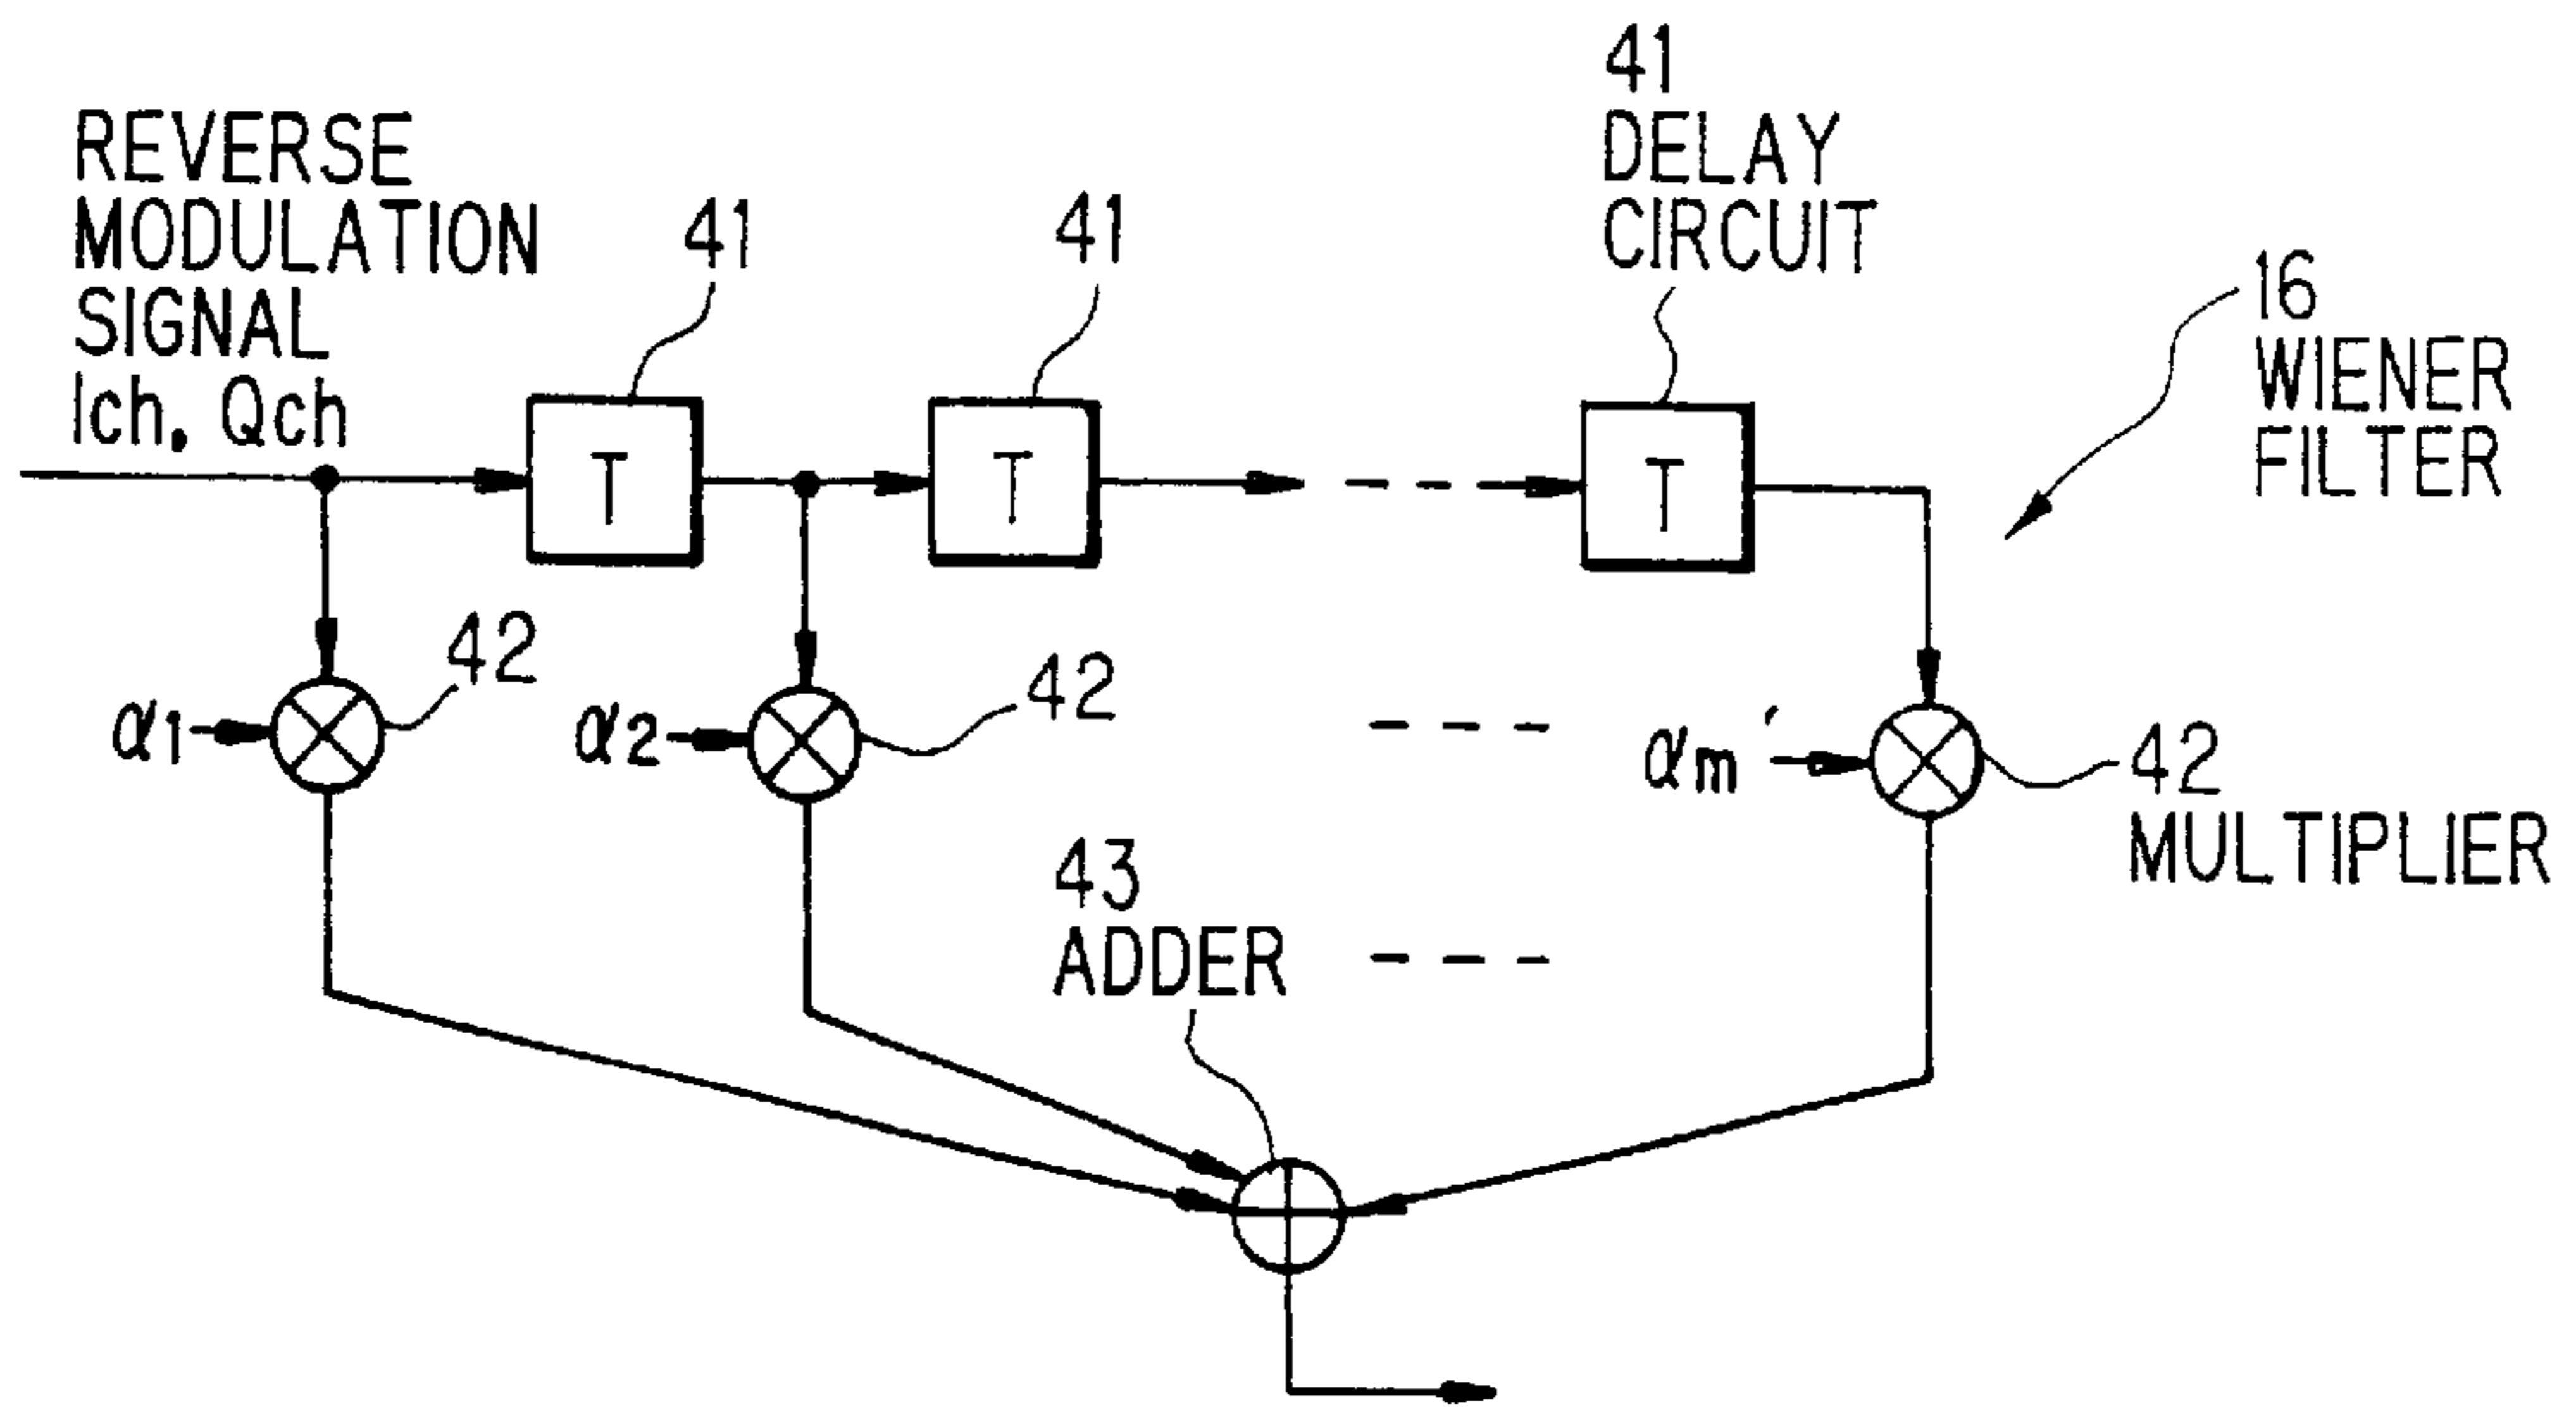 REVERSE
MODULATION
SIGNAL
Ich, Qch
41
41
41
DELAY
CIRCUIT
16
WIENER
FILTER
T
T
T
α1
42
α2
42
αm'
42
MULTIPLIER
43
ADDER